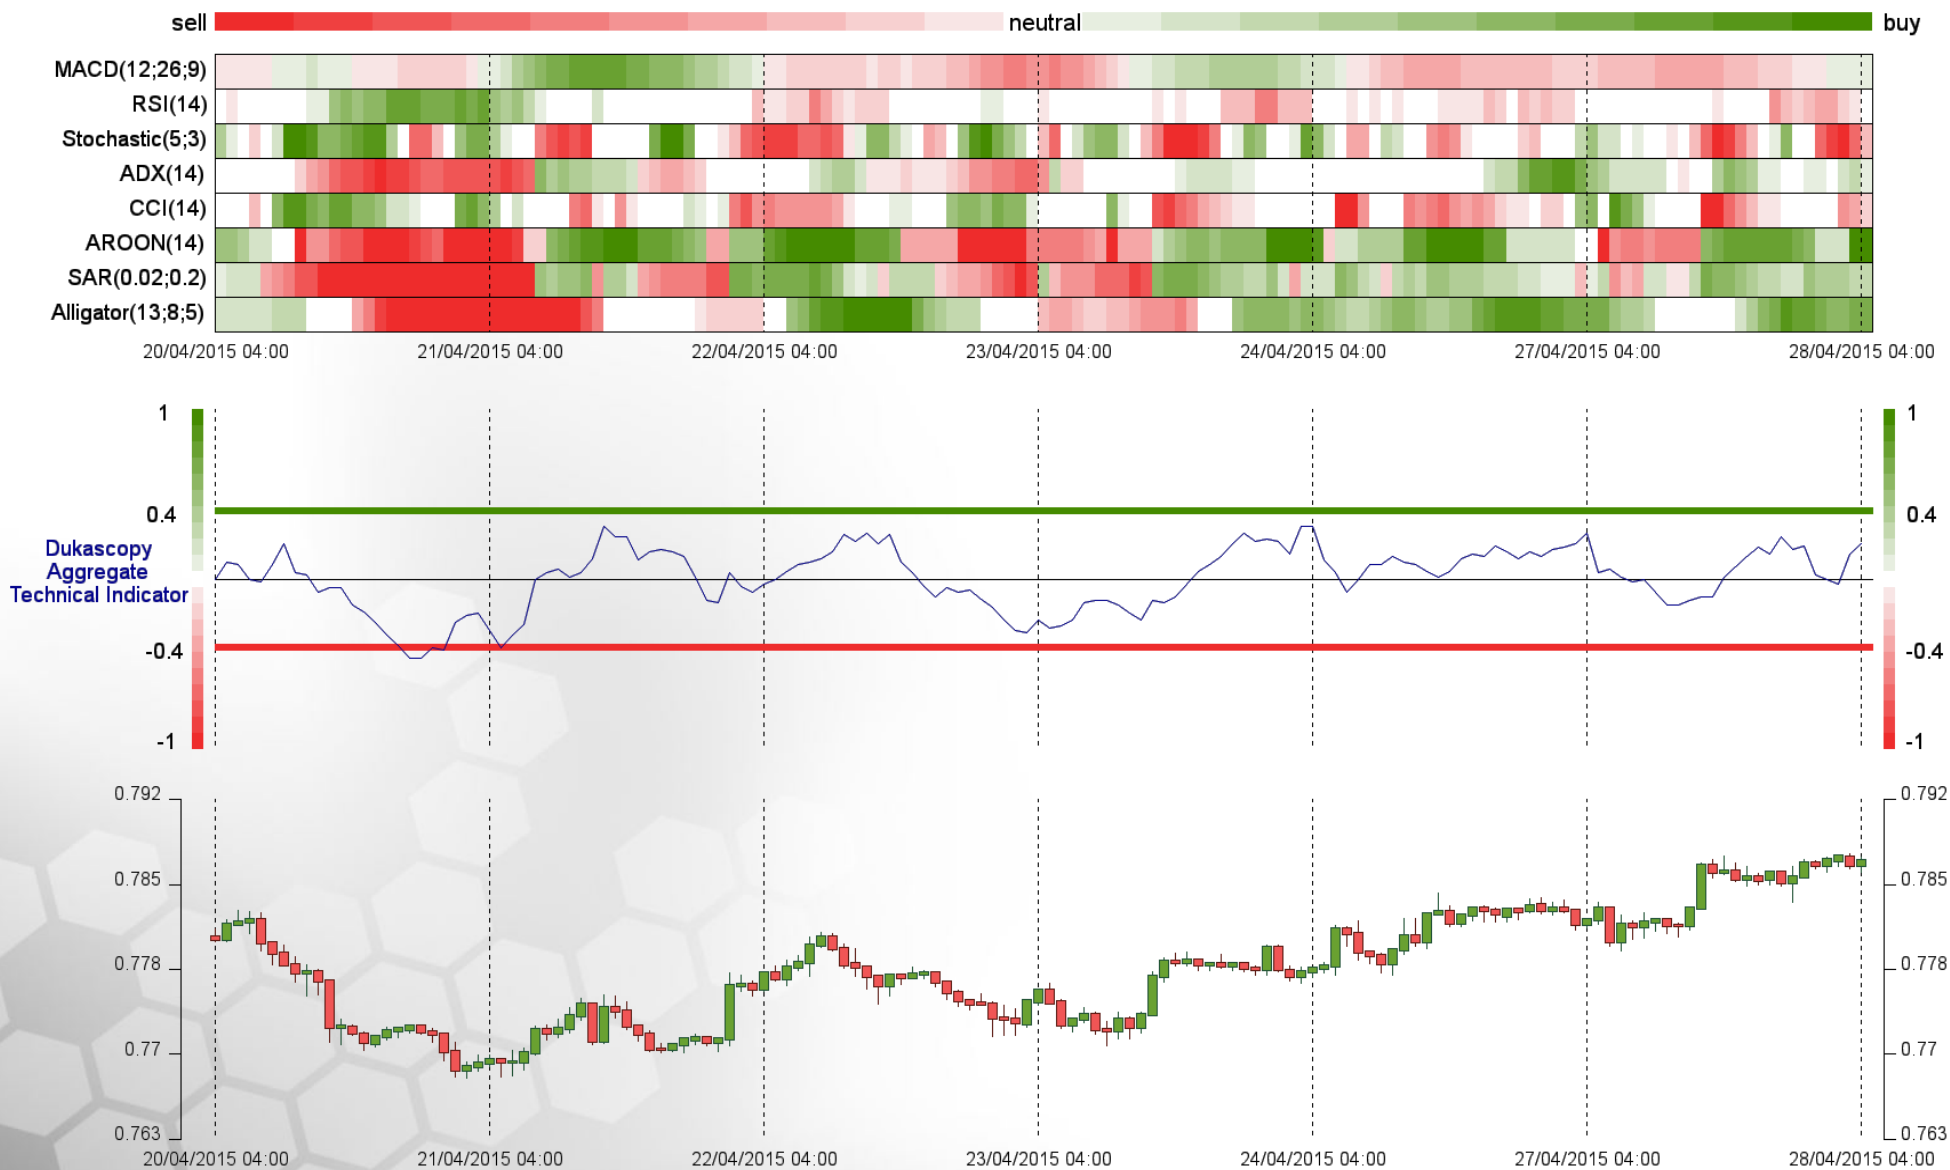 sell neutral buy
MACD(12;26;9)
RSI(14)
Stochastic(5;3)
ADX(14)
CCI(14)
AROON(14)
SAR(0.02;0.2)
Alligator(13;8;5)
20/04/2015 04:00 21/04/2015 04:00 22/04/2015 04:00 23/04/2015 04:00 24/04/2015 04:00 27/04/2015 04:00 28/04/2015 04:00
1 1
0.4 0.4
Dukascopy
Aggregate
Technical Indicator
-0.4 -0.4
-1 -1
0.792 0.792
0.785 0.785
0.778 0.778
0.77 0.77
0.763 0.763
20/04/2015 04:00 21/04/2015 04:00 22/04/2015 04:00 23/04/2015 04:00 24/04/2015 04:00 27/04/2015 04:00 28/04/2015 04:00